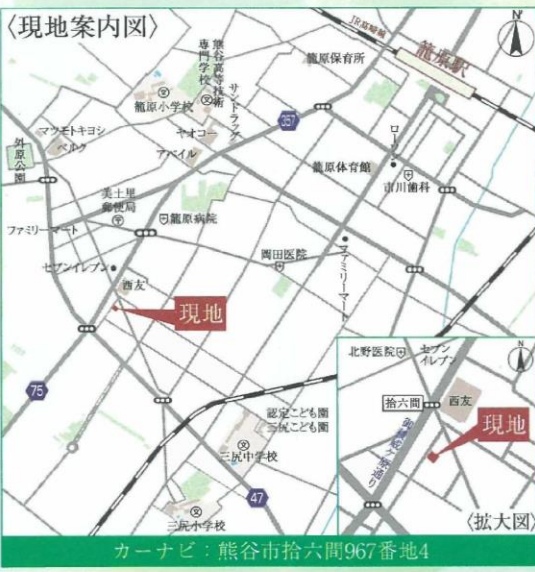 〈現地案内図〉
N
JR高崎線
籠原駅
熊谷高等技術
専門学校
籠原保育所
籠原小学校
サンドラッグ
357
マツモトキヨシ
ベルク
ヤオコー
アベイル
ローソン
外原公園
籠原体育館
市川歯科
美土里
郵便局
籠原病院
ファミリーマート
岡田医院
ファミリーマート
セブンイレブン
西友
現地
75
認定こども園
三尻こども園
三尻中学校
47
三尻小学校
N
北野医院
セブン
イレブン
拾六間
西友
現地
〈拡大図〉
カーナビ：熊谷市拾六間967番地4